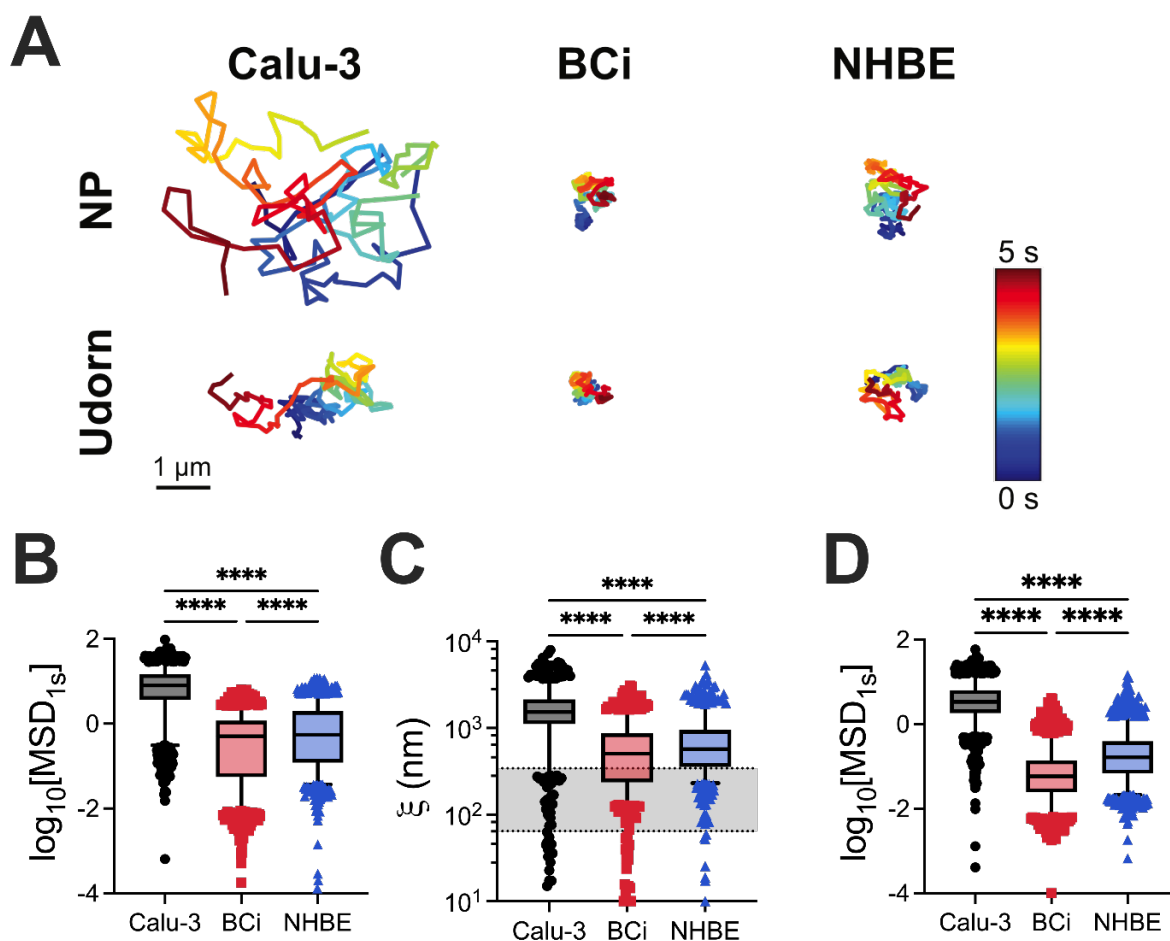 A
Calu-3 BCi NHBE
NP
Udorn
1 µm
5 s
0 s
B
**** 
**** ****
log10[MSD1s]
2
0
-2
-4
Calu-3 BCi NHBE
C
****
**** ****
ξ (nm)
10^4
10^3
10^2
10^1
Calu-3 BCi NHBE
D
****
**** ****
log10[MSD1s]
2
0
-2
-4
Calu-3 BCi NHBE